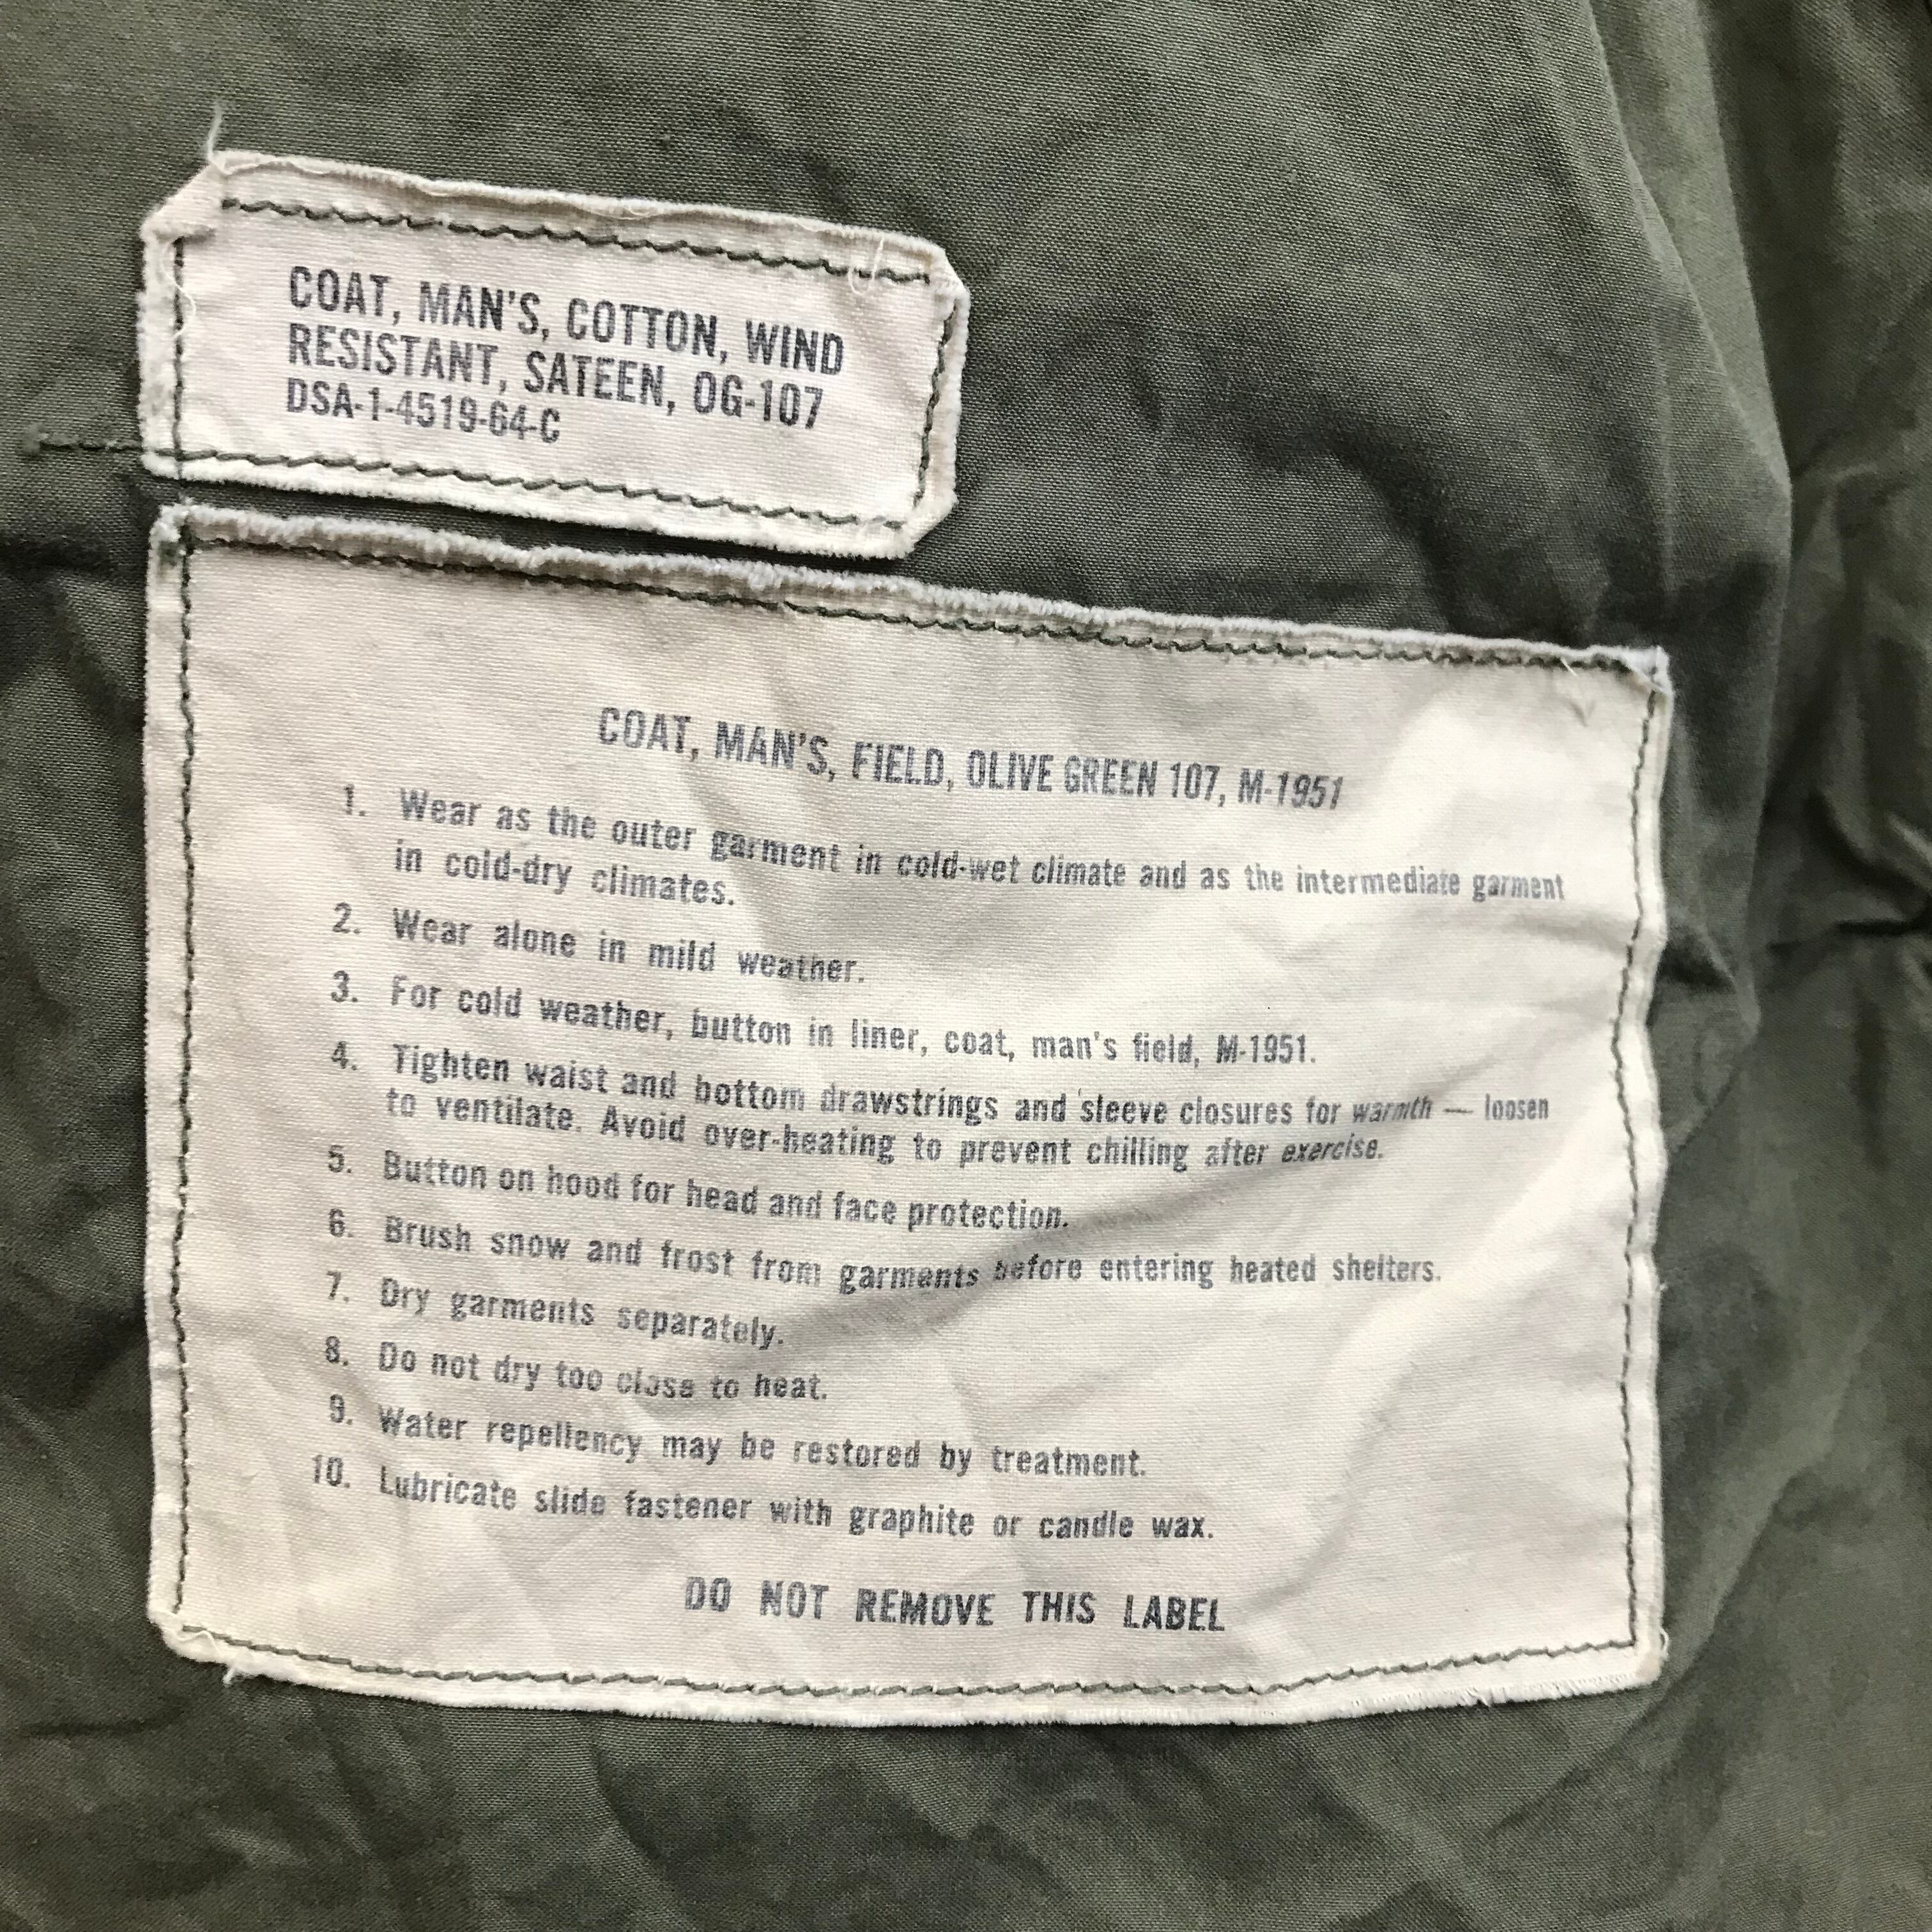 COAT, MAN'S, COTTON, WIND
RESISTANT, SATEEN, OG-107
DSA-1-4519-64-C
COAT, MAN'S, FIELD, OLIVE GREEN 107, M-1951
1. Wear as the outer garment in cold-wet climate and as the intermediate garment
in cold-dry climates.
2. Wear alone in mild weather.
3. For cold weather, button in liner, coat, man's field, M-1951.
4. Tighten waist and bottom drawstrings and sleeve closures for warmth — loosen
to ventilate. Avoid over-heating to prevent chilling after exercise.
5. Button on hood for head and face protection.
6. Brush snow and frost from garments before entering heated shelters.
7. Dry garments separately.
8. Do not dry too close to heat.
9. Water repellency may be restored by treatment.
10. Lubricate slide fastener with graphite or candle wax.
DO NOT REMOVE THIS LABEL